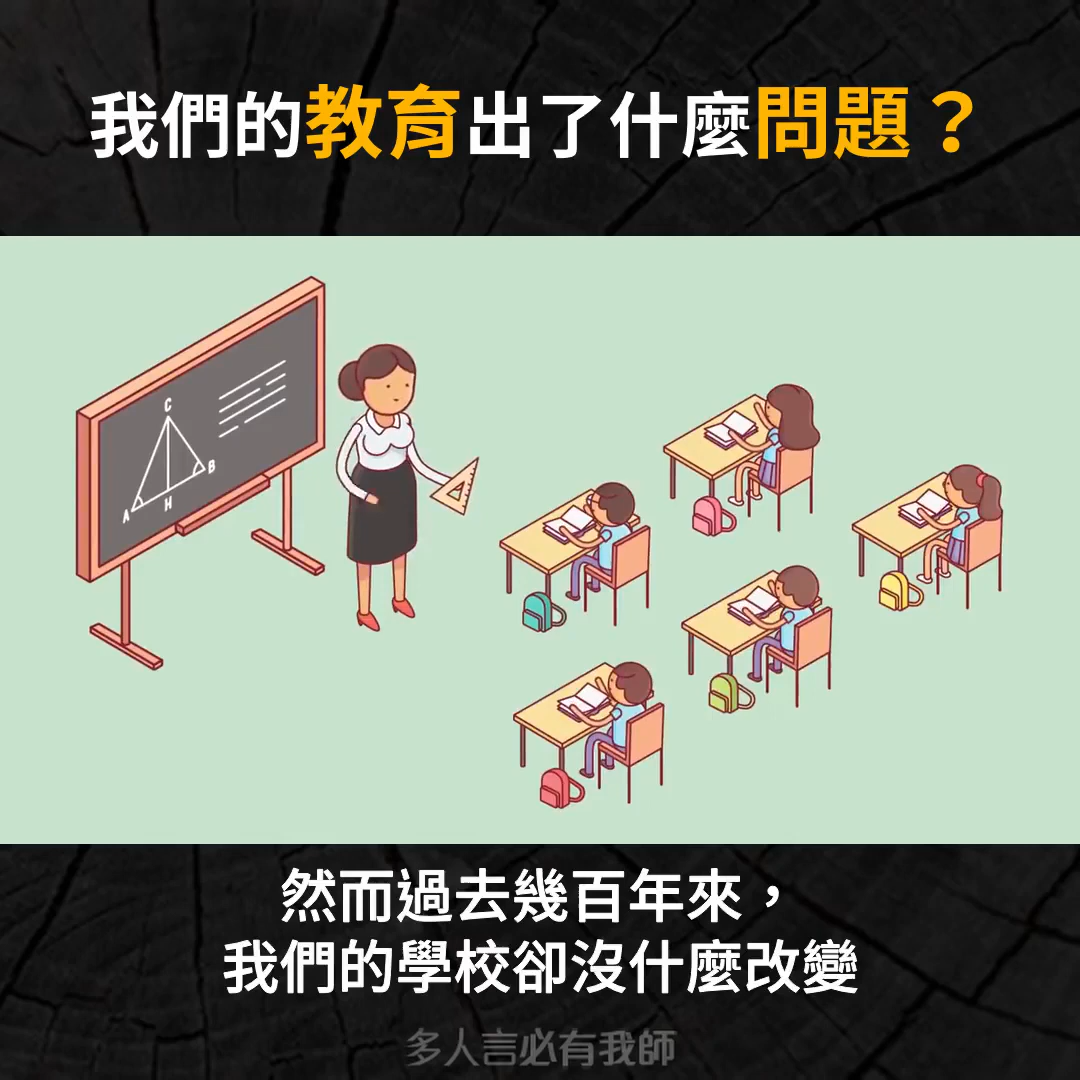 我們的教育出了什麼問題？
C
B
A
H
然而過去幾百年來，
我們的學校卻沒什麼改變
多人言必有我師